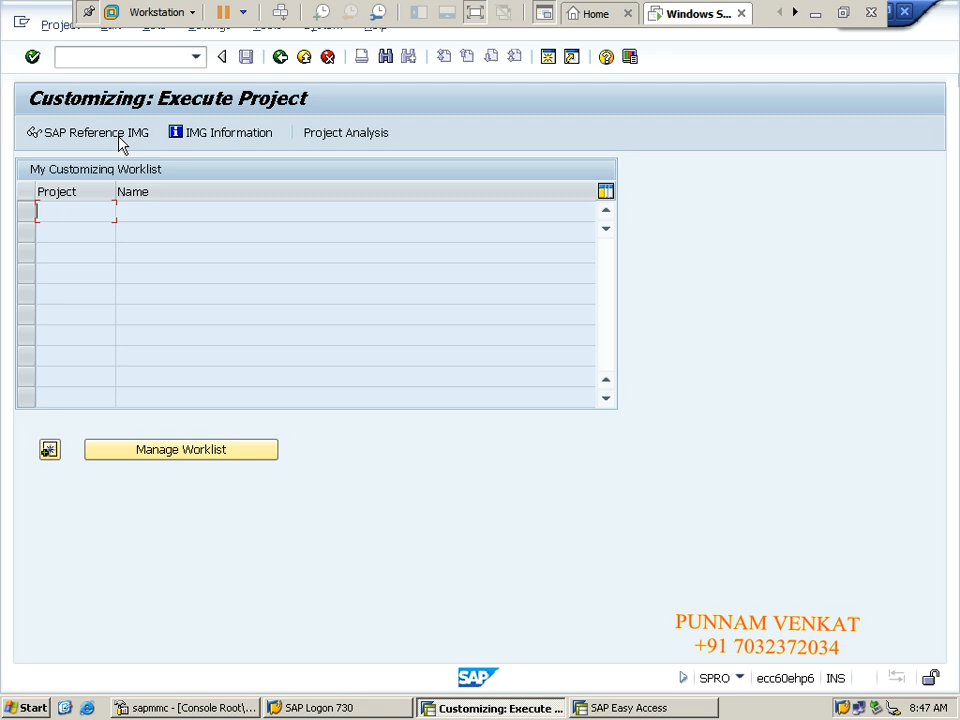 Workstation
Home
Windows S...
Project
Customizing: Execute Project
SAP Reference IMG
IMG Information
Project Analysis
My Customizing Worklist
Project
Name
Manage Worklist
PUNNAM VENKAT
+91 7032372034
SAP
SPRO
ecc60ehp6
INS
Start
sapmmc - [Console Root\...
SAP Logon 730
Customizing: Execute ...
SAP Easy Access
8:47 AM